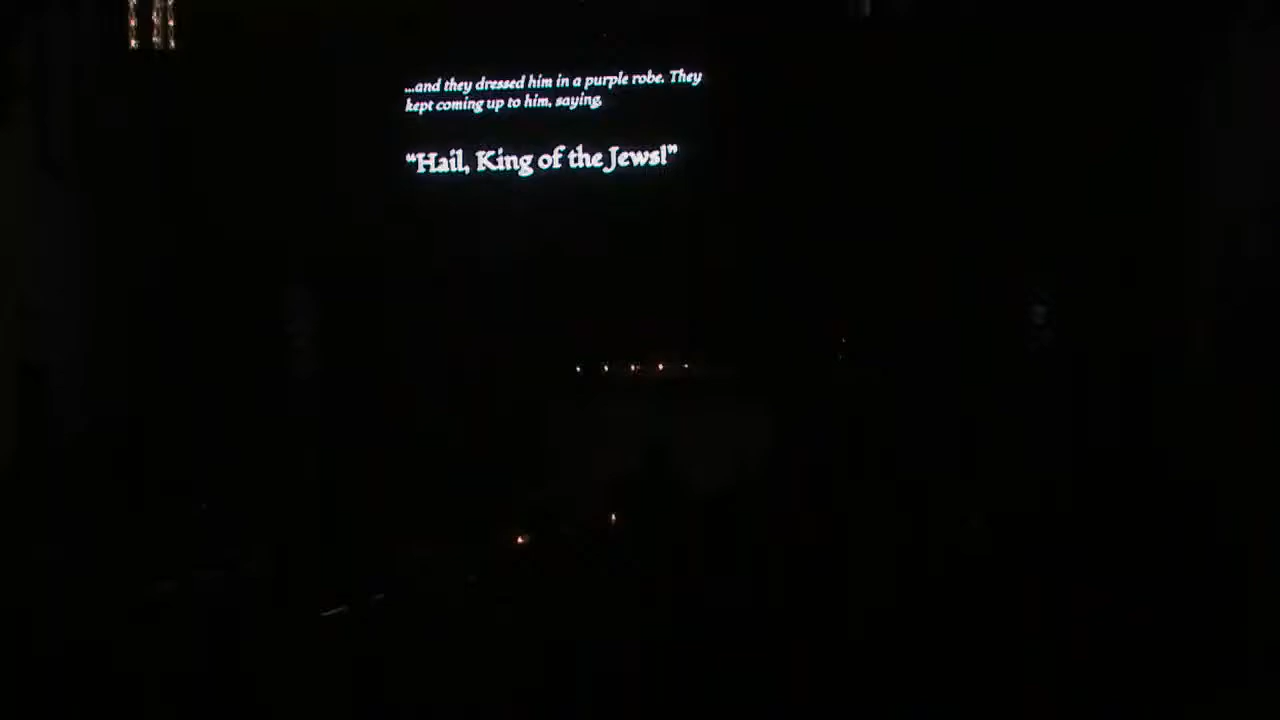 ...and they dressed him in a purple robe. They
kept coming up to him, saying,
“Hail, King of the Jews!”